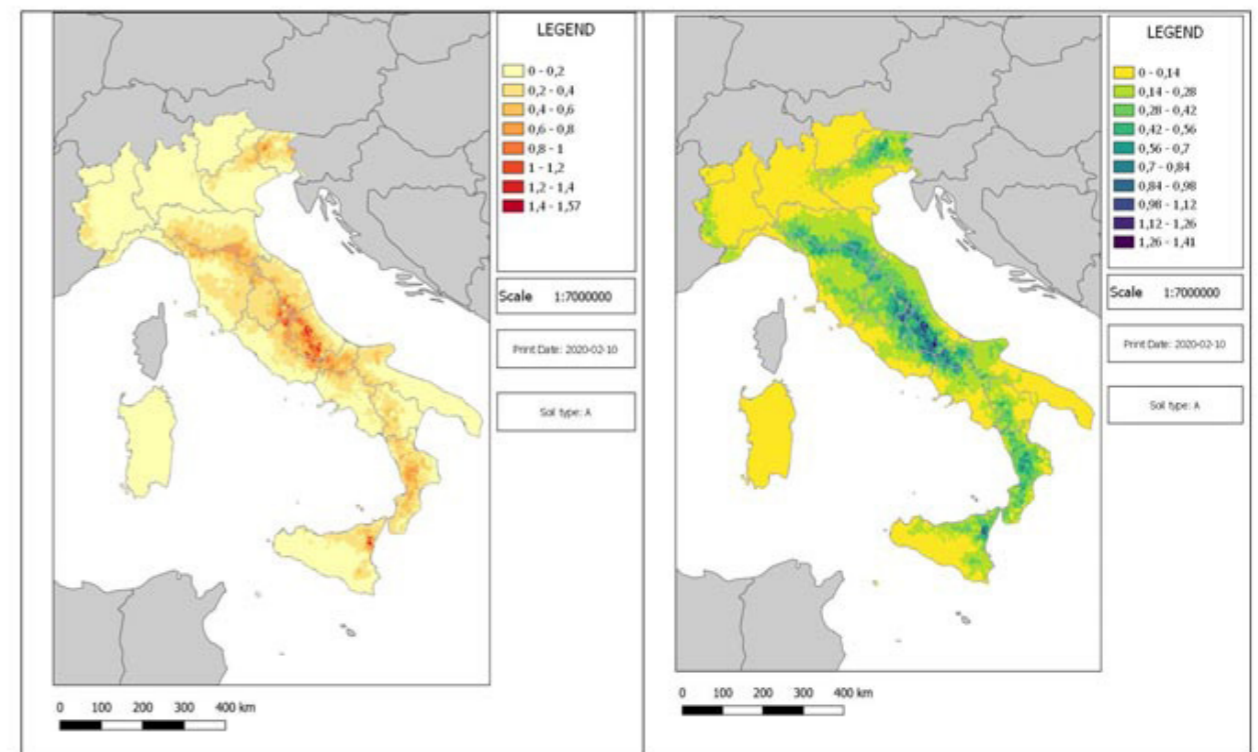 LEGEND
0 - 0,2
0,2 - 0,4
0,4 - 0,6
0,6 - 0,8
0,8 - 1
1 - 1,2
1,2 - 1,4
1,4 - 1,57
Scale 1:7000000
Print Date: 2020-02-10
Soil type: A
0 100 200 300 400 km
LEGEND
0 - 0,14
0,14 - 0,28
0,28 - 0,42
0,42 - 0,56
0,56 - 0,7
0,7 - 0,84
0,84 - 0,98
0,98 - 1,12
1,12 - 1,26
1,26 - 1,41
Scale 1:7000000
Print Date: 2020-02-10
Soil type: A
0 100 200 300 400 km